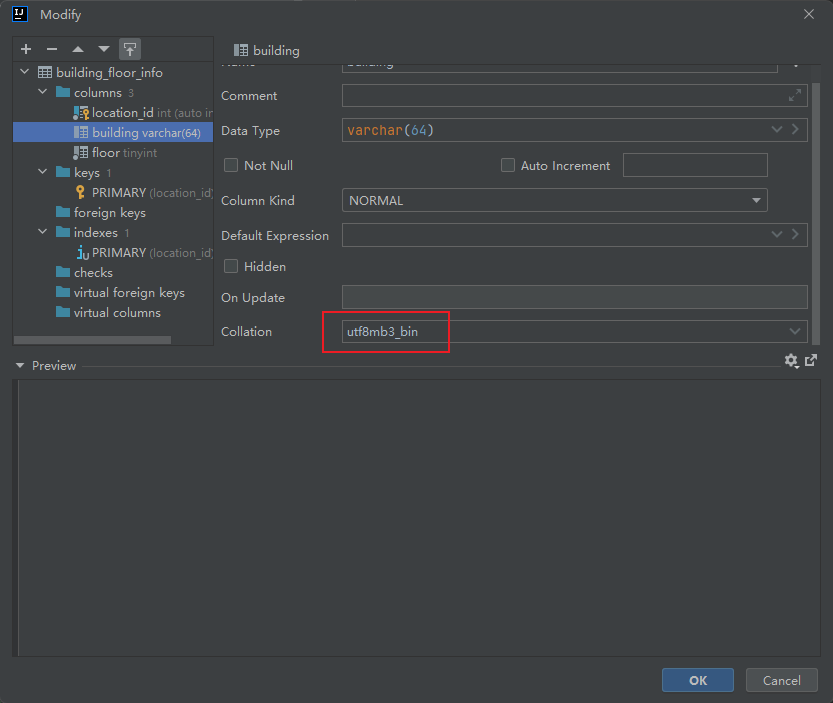 Modify
building_floor_info
columns 3
location_id int (auto in
building varchar(64)
floor tinyint
keys 1
PRIMARY (location_id)
foreign keys
indexes 1
PRIMARY (location_id)
checks
virtual foreign keys
virtual columns
building
Comment
Data Type varchar(64)
Not Null Auto Increment
Column Kind NORMAL
Default Expression
Hidden
On Update
Collation utf8mb3_bin
Preview
OK Cancel